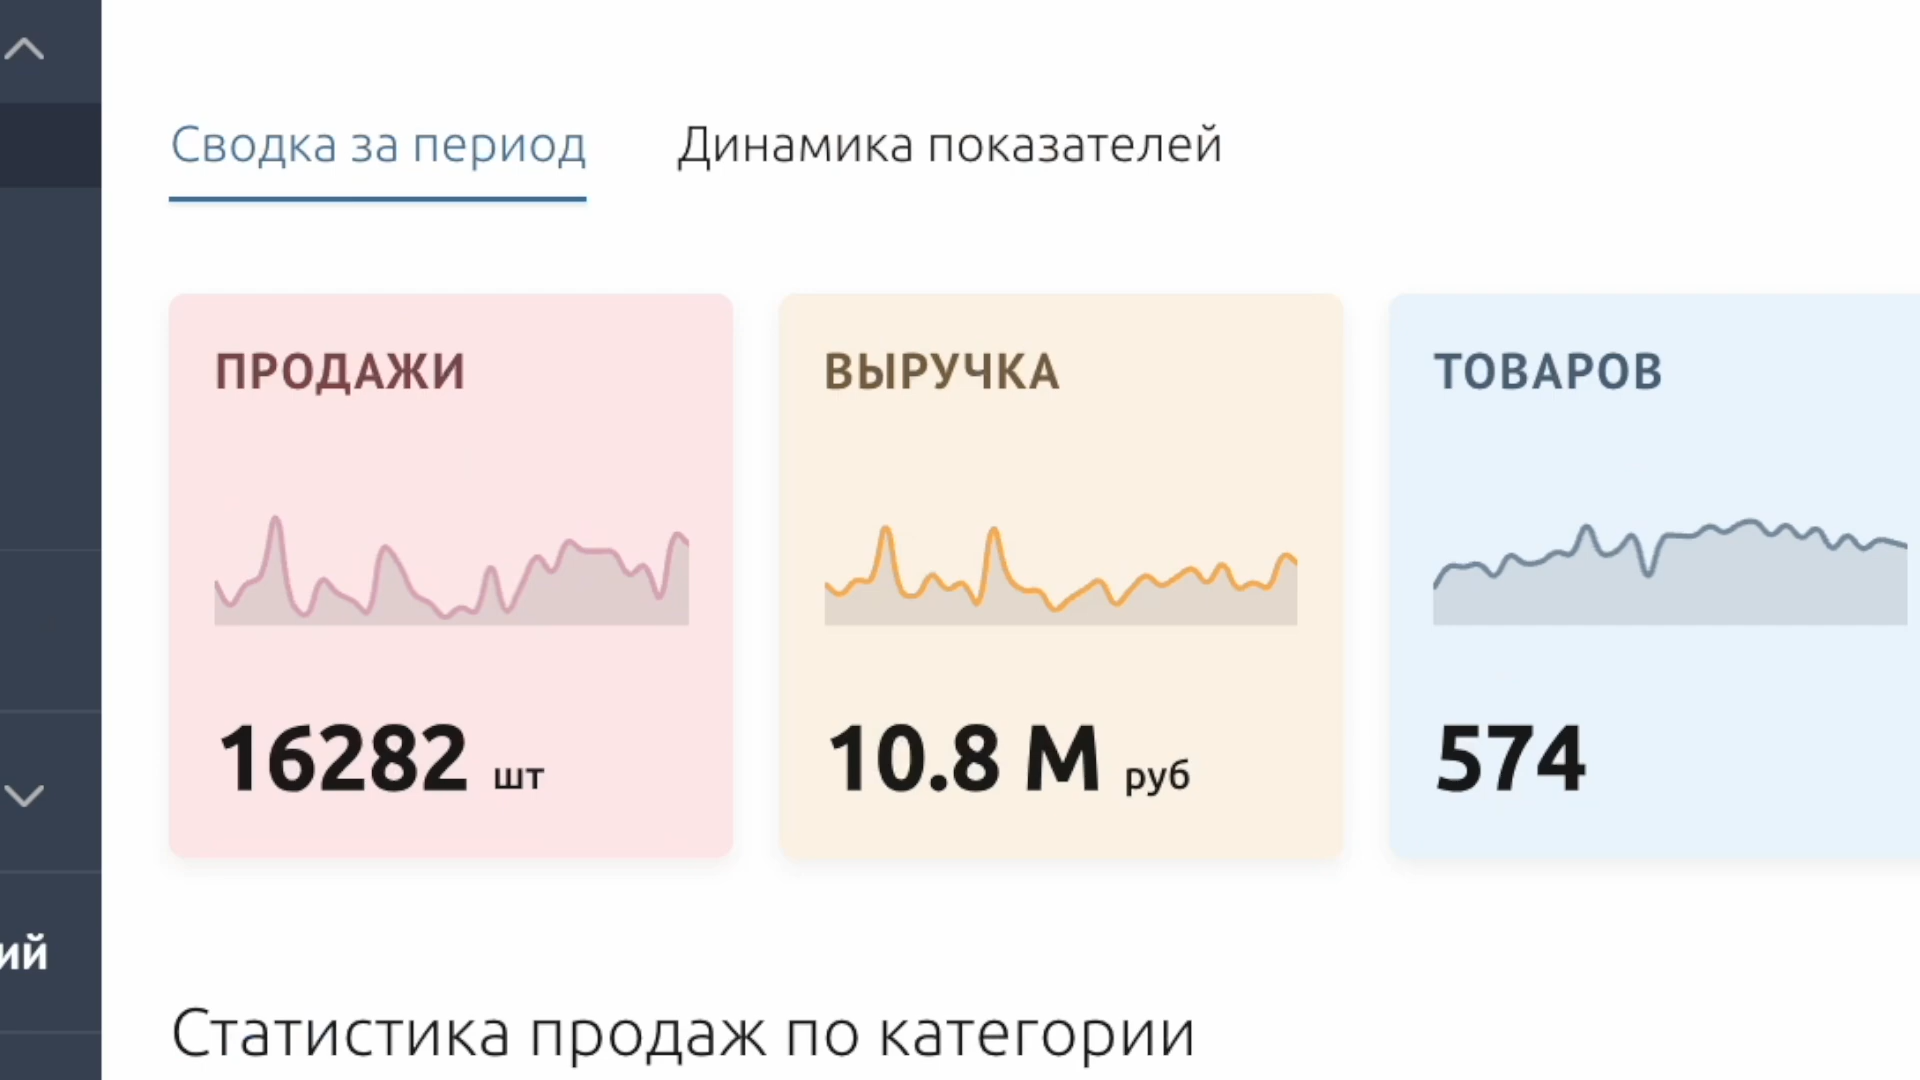 Сводка за период
Динамика показателей
ПРОДАЖИ
16282 шт
ВЫРУЧКА
10.8 М руб
ТОВАРОВ
574
ий
Статистика продаж по категории